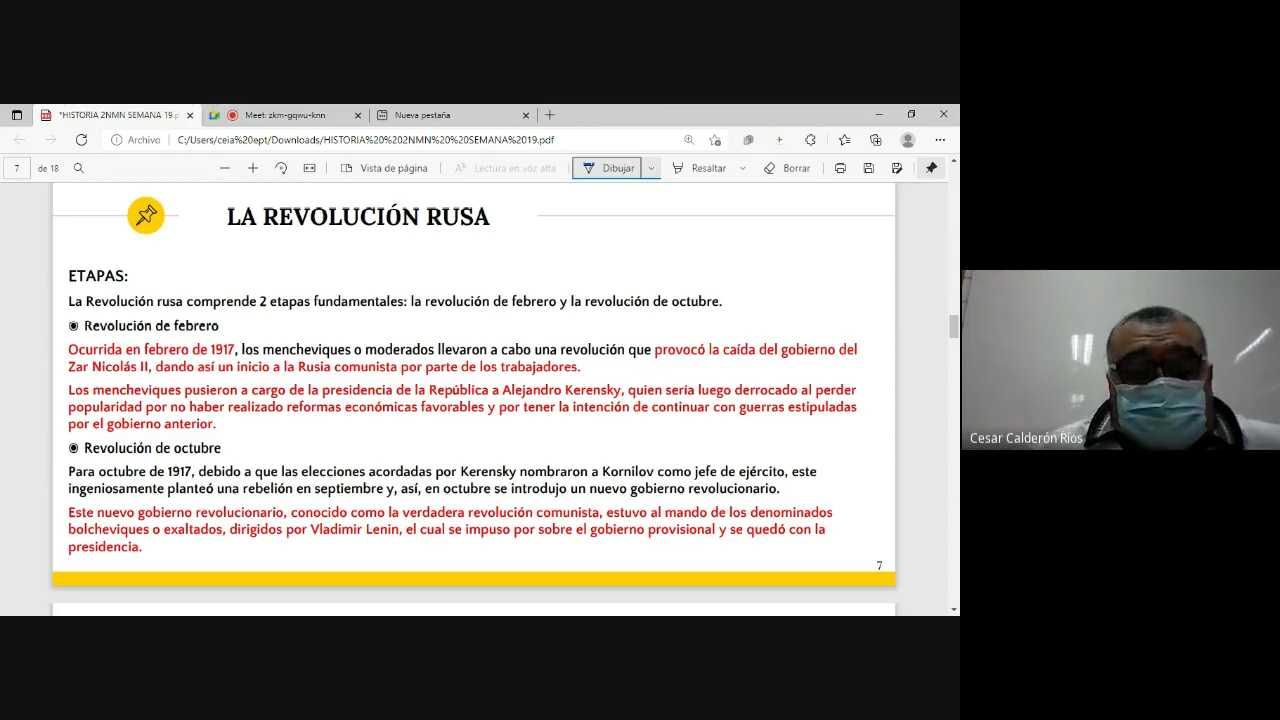 *HISTORIA 2NMN SEMANA 19.p
Meet: zkm-gqwu-knn
Nueva pestaña
Archivo
C:/Users/ceia%20ept/Downloads/HISTORIA%20%202NMN%20%20SEMANA%2019.pdf
7
de 18
Vista de página
Lectura en voz alta
Dibujar
Resaltar
Borrar
LA REVOLUCIÓN RUSA
ETAPAS:
La Revolución rusa comprende 2 etapas fundamentales: la revolución de febrero y la revolución de octubre.
Revolución de febrero
Ocurrida en febrero de 1917, los mencheviques o moderados llevaron a cabo una revolución que provocó la caída del gobierno del
Zar Nicolás II, dando así un inicio a la Rusia comunista por parte de los trabajadores.
Los mencheviques pusieron a cargo de la presidencia de la República a Alejandro Kerensky, quien sería luego derrocado al perder
popularidad por no haber realizado reformas económicas favorables y por tener la intención de continuar con guerras estipuladas
por el gobierno anterior.
Revolución de octubre
Para octubre de 1917, debido a que las elecciones acordadas por Kerensky nombraron a Kornilov como jefe de ejército, este
ingeniosamente planteó una rebelión en septiembre y, así, en octubre se introdujo un nuevo gobierno revolucionario.
Este nuevo gobierno revolucionario, conocido como la verdadera revolución comunista, estuvo al mando de los denominados
bolcheviques o exaltados, dirigidos por Vladimir Lenin, el cual se impuso por sobre el gobierno provisional y se quedó con la
presidencia.
7
Cesar Calderón Ríos